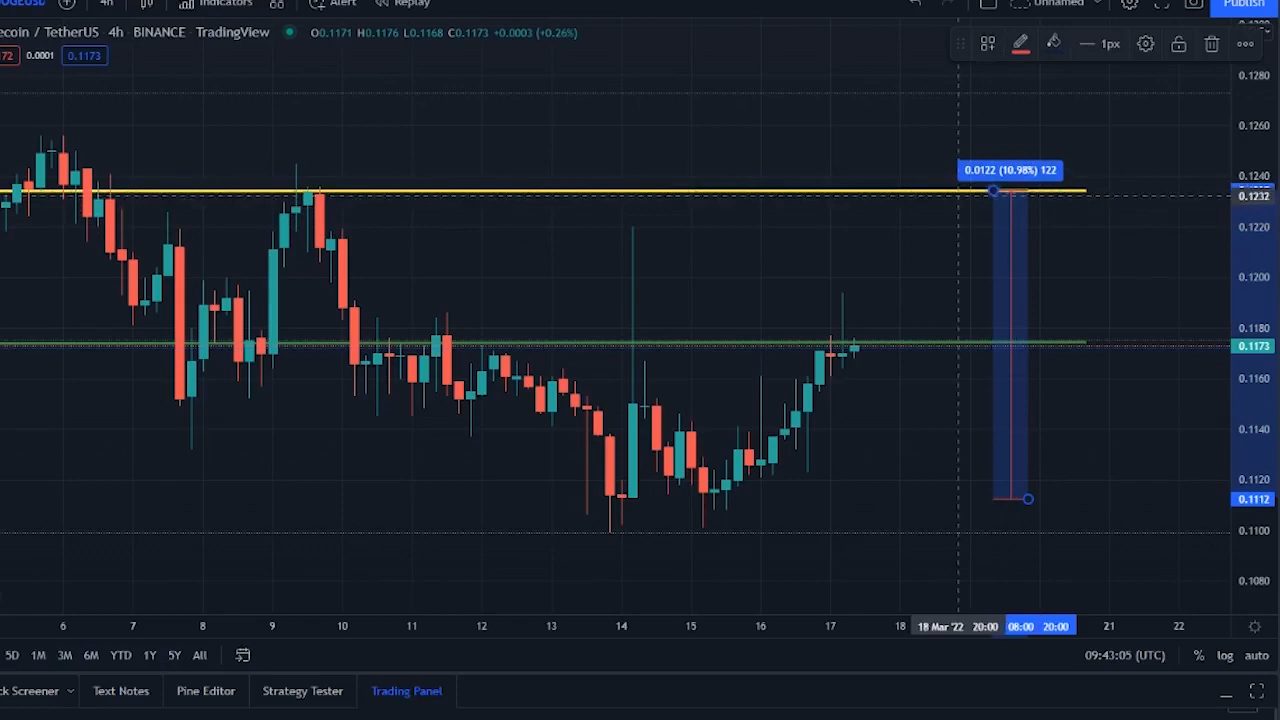 4h Indicators Alert Replay Unnamed Publish
ecoin / TetherUS 4h BINANCE TradingView O0.1171 H0.1176 L0.1168 C0.1173 +0.0003 (+0.26%)
72 0.0001 0.1173
1px
0.1280
0.1260
0.0122 (10.98%) 122
0.1240
0.1232
0.1220
0.1200
0.1180
0.1173
0.1160
0.1140
0.1120
0.1112
0.1100
0.1080
6 7 8 9 10 11 12 13 14 15 16 17 18 18 Mar '22 20:00 08:00 20:00 21 22
5D 1M 3M 6M YTD 1Y 5Y All 09:43:05 (UTC) % log auto
ck Screener Text Notes Pine Editor Strategy Tester Trading Panel